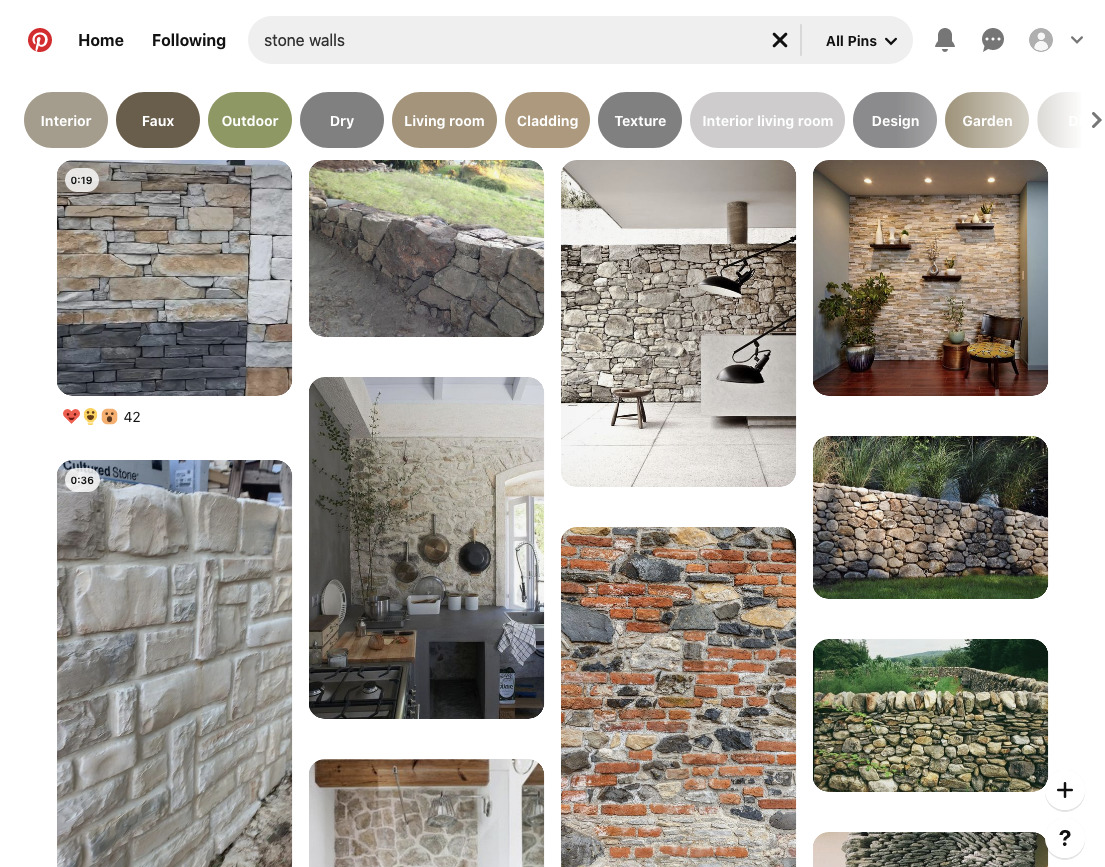 Home
Following
stone walls
All Pins
Interior
Faux
Outdoor
Dry
Living room
Cladding
Texture
Interior living room
Design
Garden
0:19
42
Cultured Stone
0:36
?